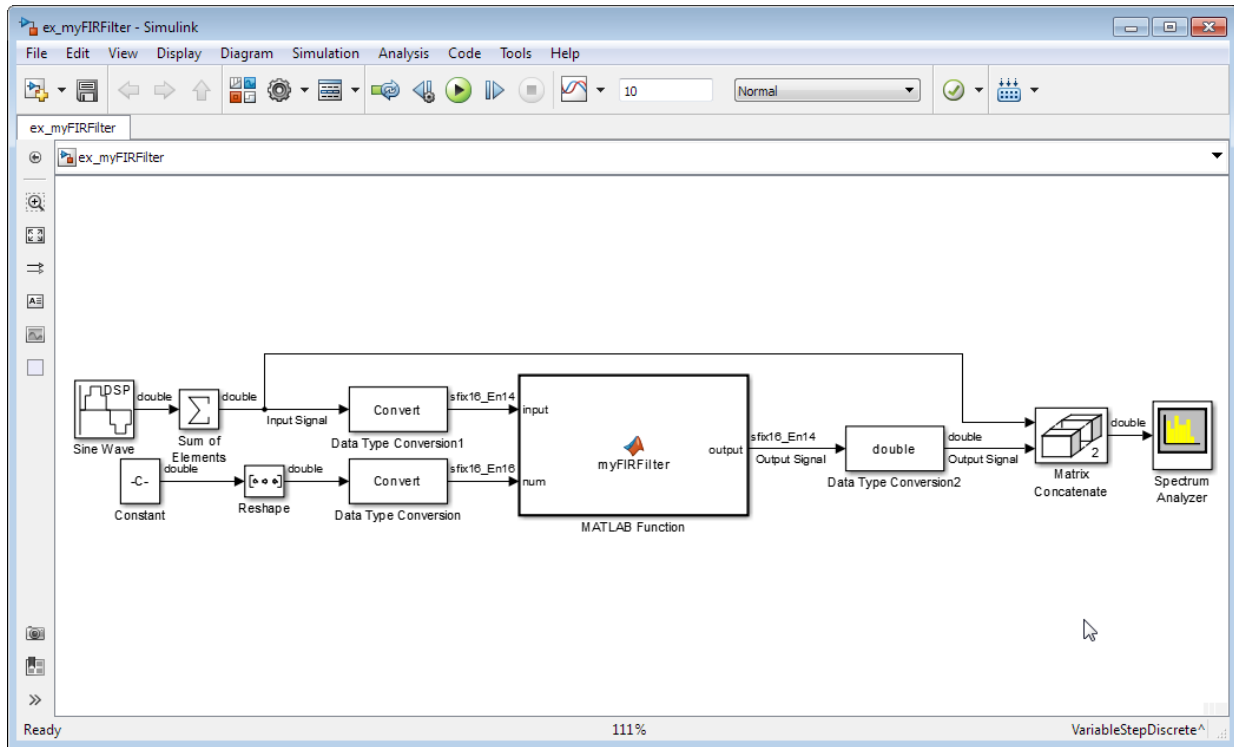 ex_myFIRFilter - Simulink
File Edit View Display Diagram Simulation Analysis Code Tools Help
10 Normal
ex_myFIRFilter
ex_myFIRFilter
DSP
double
double
Sine Wave
Sum of
Elements
Input Signal
Convert
Data Type Conversion1
sfix16_En14
-C-
Constant
double
Reshape
double
Convert
Data Type Conversion
sfix16_En16
input
num
myFIRFilter
output
MATLAB Function
sfix16_En14
Output Signal
double
Data Type Conversion2
double
Output Signal
2
Matrix
Concatenate
double
Spectrum
Analyzer
Ready 111% VariableStepDiscrete^